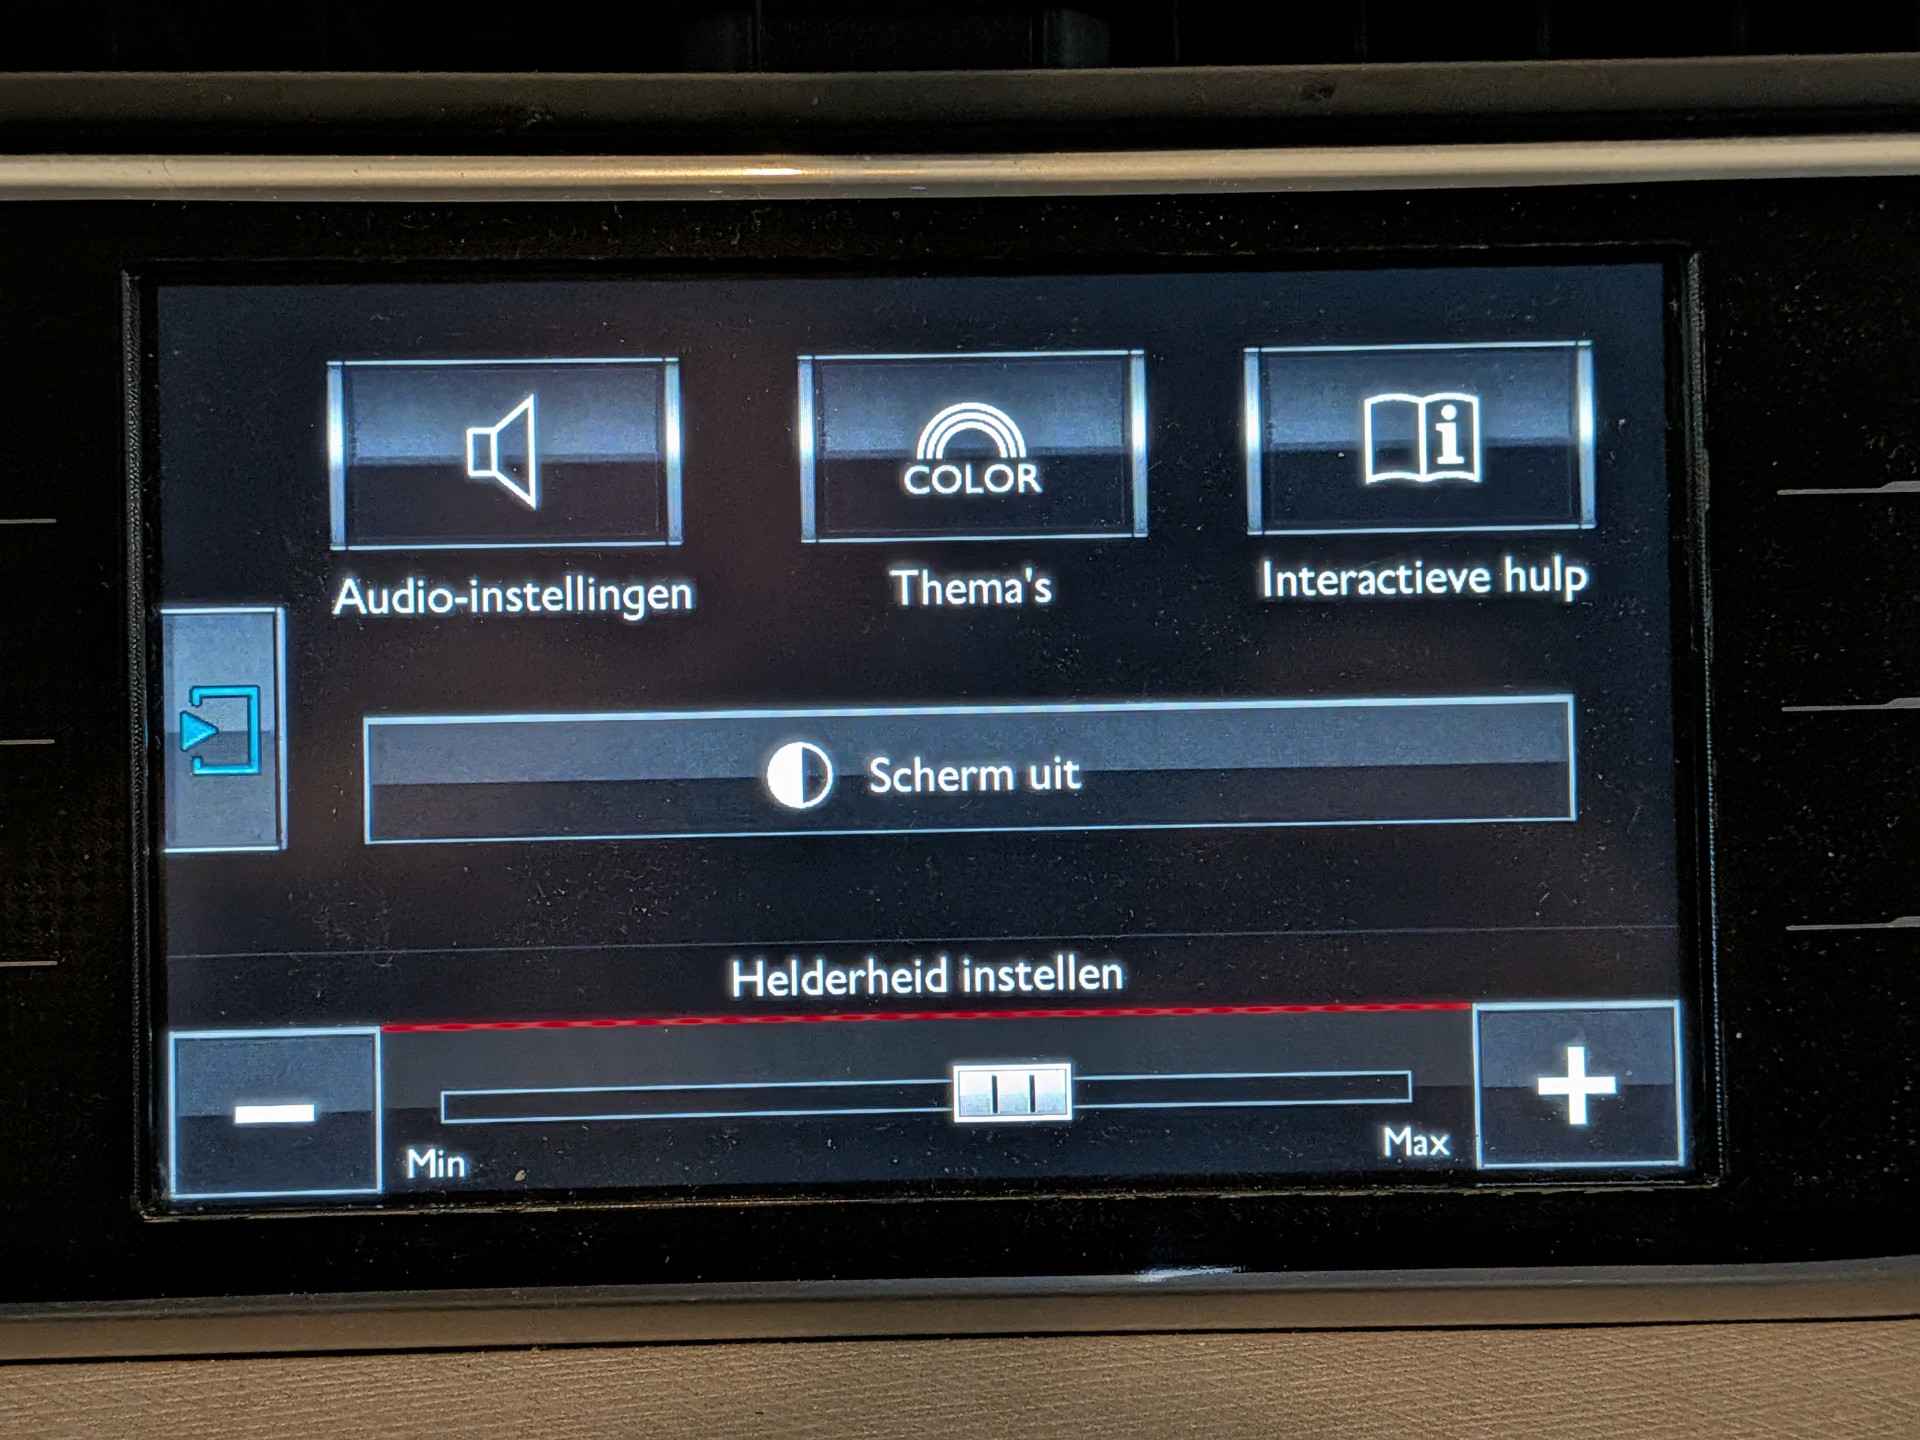 COLOR
Audio-instellingen
Thema's
Interactieve hulp
Scherm uit
Helderheid instellen
Min
Max